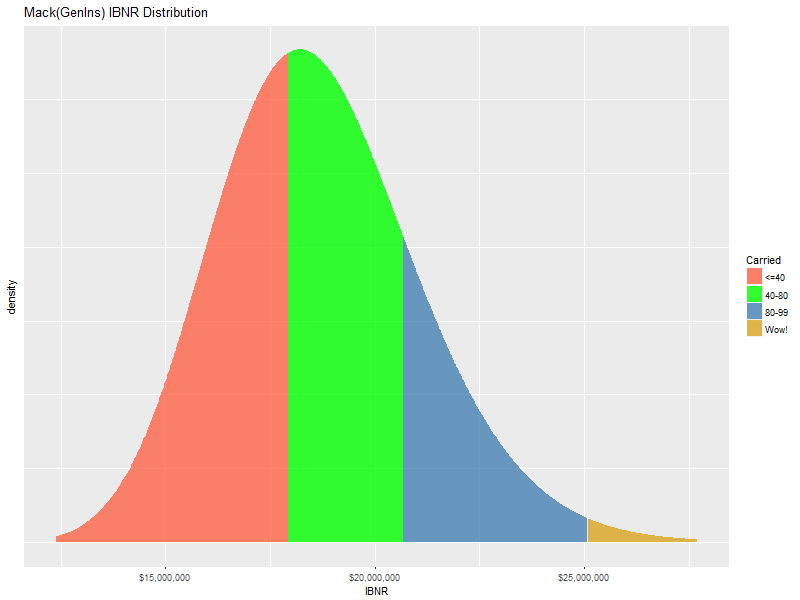 Mack(GenIns) IBNR Distribution
density
Carried
<=40
40-80
80-99
Wow!
$15,000,000
$20,000,000
$25,000,000
IBNR